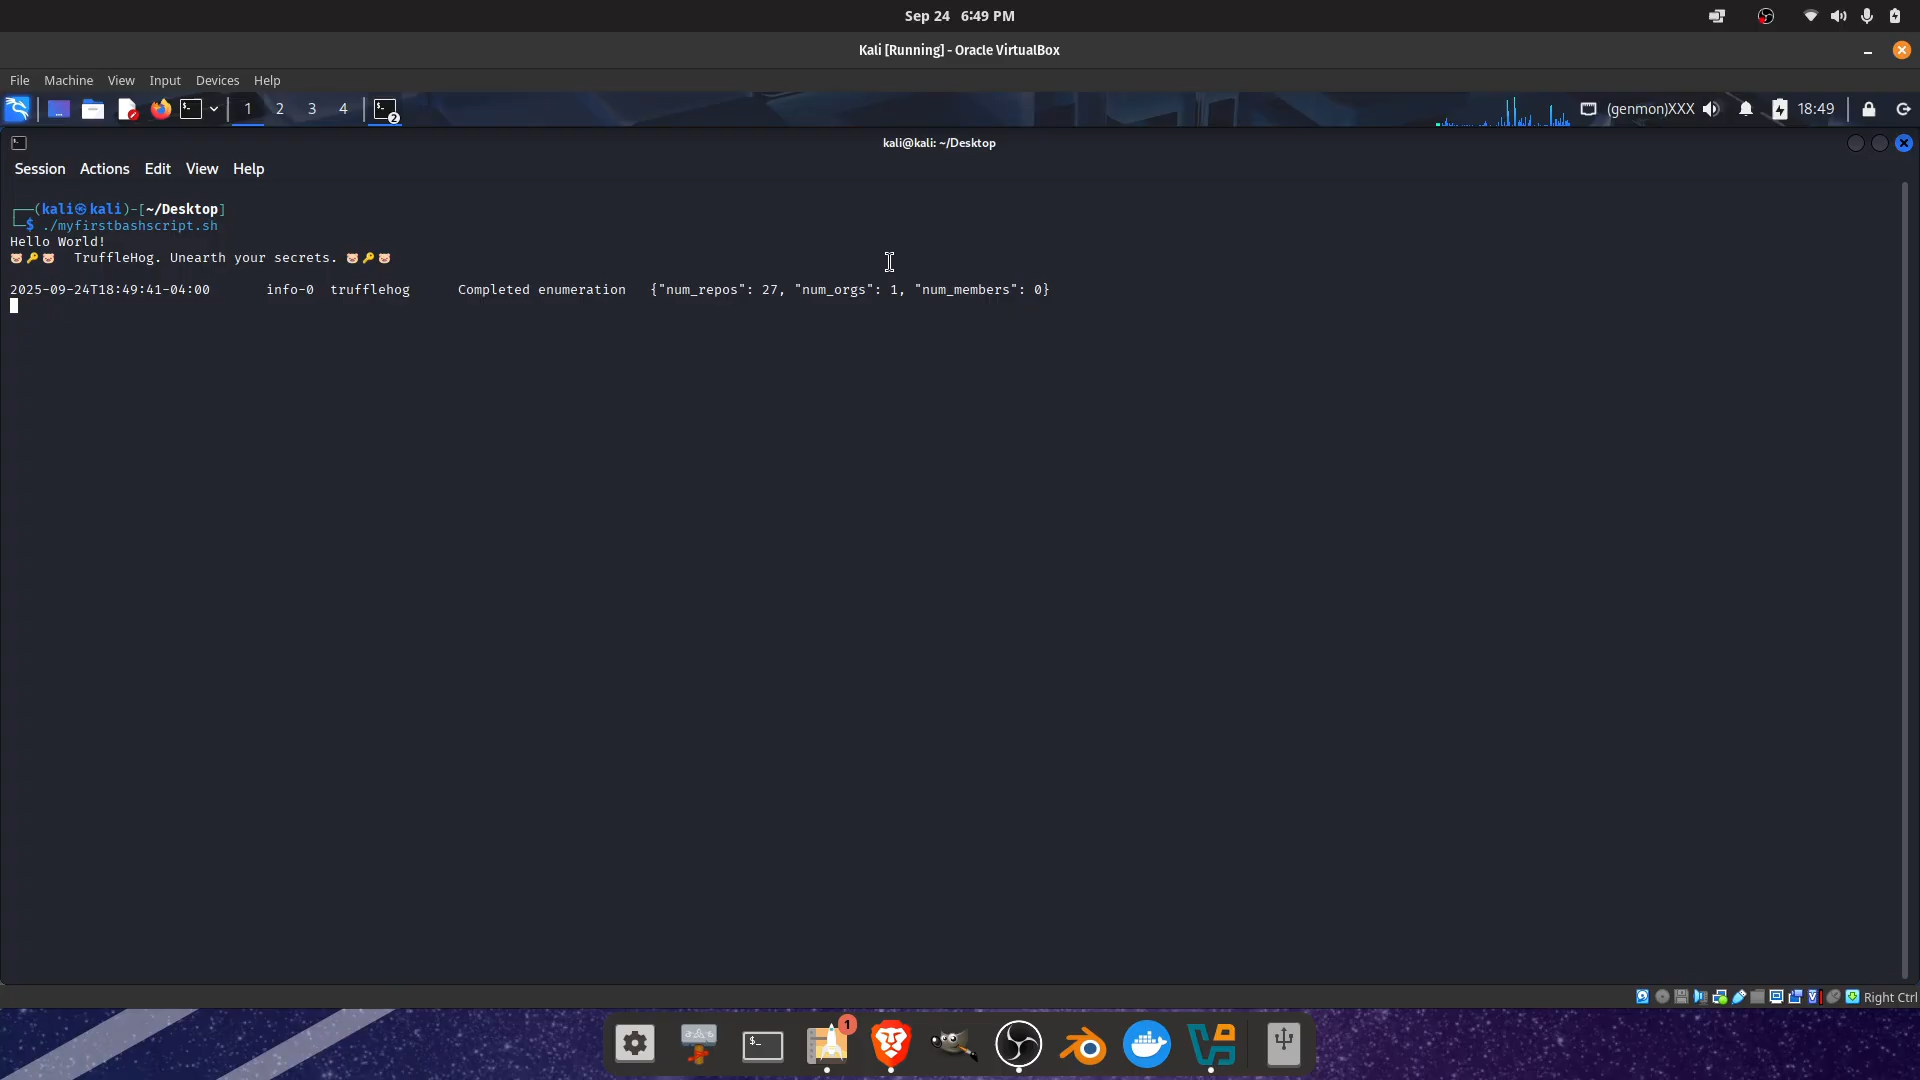 Sep 24 6:49 PM
Kali [Running] - Oracle VirtualBox
File Machine View Input Devices Help
1 2 3 4 2 (genmon)XXX 18:49
kali@kali: ~/Desktop
Session Actions Edit View Help
┌──(kali㉿kali)-[~/Desktop]
└─$ ./myfirstbashscript.sh
Hello World!
🐷🔑🐷 TruffleHog. Unearth your secrets. 🐷🔑🐷
2025-09-24T18:49:41-04:00 info-0 trufflehog Completed enumeration {"num_repos": 27, "num_orgs": 1, "num_members": 0}
Right Ctrl
1